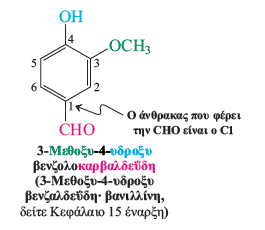 OH
4
OCH₃
5
3
6
2
1
CHO
Ο άνθρακας που φέρει
την CHO είναι ο C1
3-Μεθοξυ-4-υδροξυ
βενζολοκαρβαλδεΰδη
(3-Μεθοξυ-4-υδροξυ
βενζαλδεΰδη· βανιλλίνη,
δείτε Κεφάλαιο 15 έναρξη)